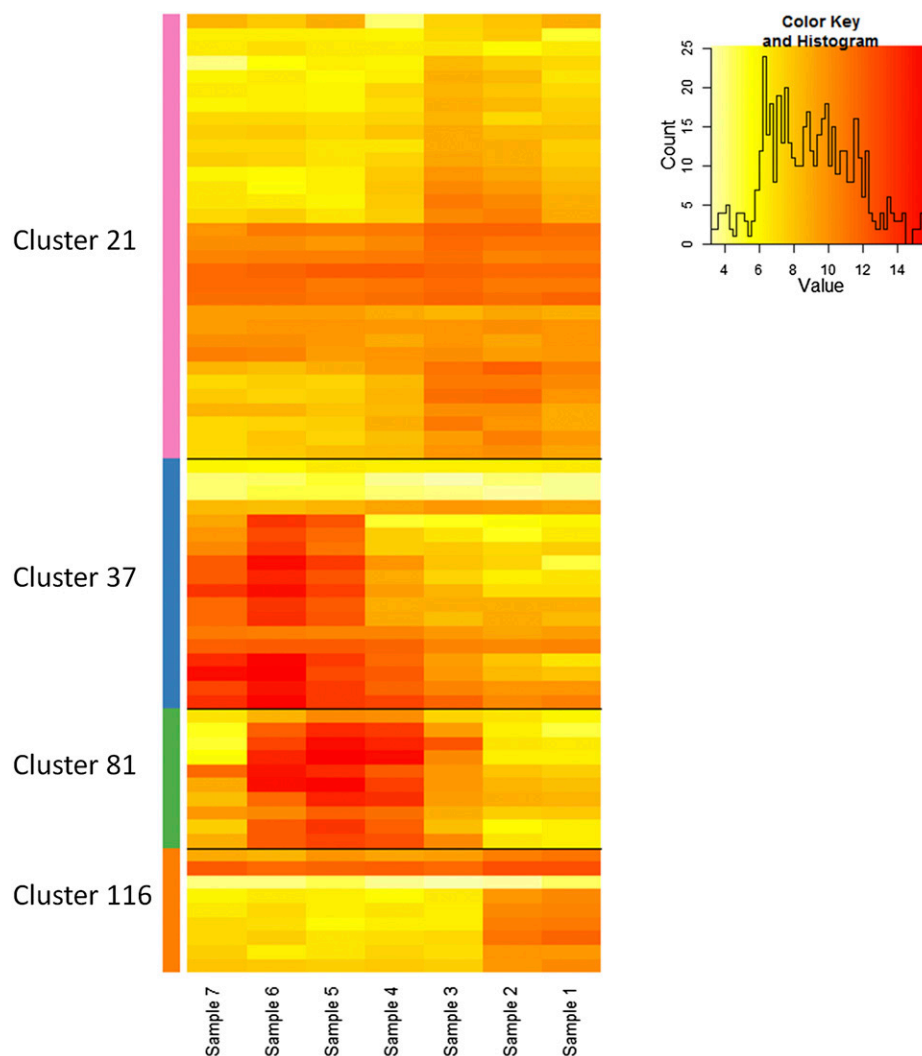 Color Key
and Histogram
Count
0
5
10
15
20
25
4 6 8 10 12 14
Value
Cluster 21
Cluster 37
Cluster 81
Cluster 116
Sample 7
Sample 6
Sample 5
Sample 4
Sample 3
Sample 2
Sample 1